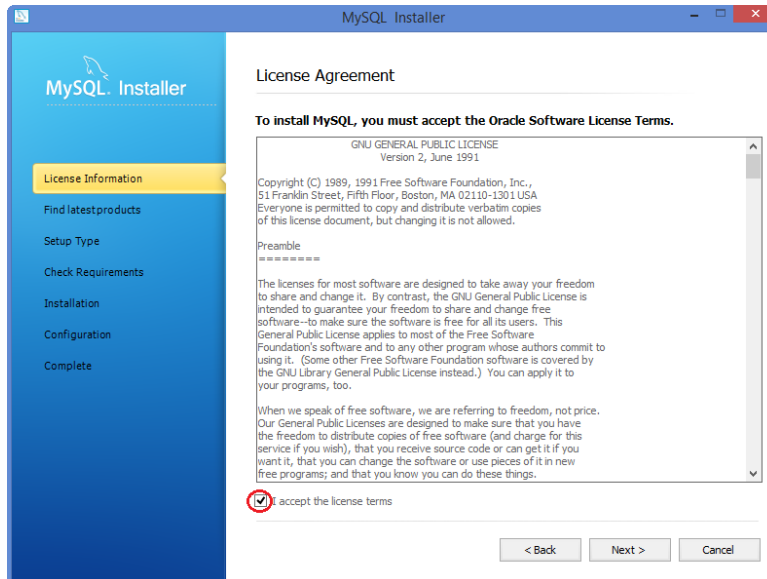 MySQL Installer
MySQL. Installer
License Information
Find latest products
Setup Type
Check Requirements
Installation
Configuration
Complete
License Agreement
To install MySQL, you must accept the Oracle Software License Terms.
GNU GENERAL PUBLIC LICENSE
Version 2, June 1991
Copyright (C) 1989, 1991 Free Software Foundation, Inc.,
51 Franklin Street, Fifth Floor, Boston, MA 02110-1301 USA
Everyone is permitted to copy and distribute verbatim copies
of this license document, but changing it is not allowed.
Preamble
========
The licenses for most software are designed to take away your freedom
to share and change it. By contrast, the GNU General Public License is
intended to guarantee your freedom to share and change free
software--to make sure the software is free for all its users. This
General Public License applies to most of the Free Software
Foundation's software and to any other program whose authors commit to
using it. (Some other Free Software Foundation software is covered by
the GNU Library General Public License instead.) You can apply it to
your programs, too.
When we speak of free software, we are referring to freedom, not price.
Our General Public Licenses are designed to make sure that you have
the freedom to distribute copies of free software (and charge for this
service if you wish), that you receive source code or can get it if you
want it, that you can change the software or use pieces of it in new
free programs; and that you know you can do these things.
I accept the license terms
< Back
Next >
Cancel